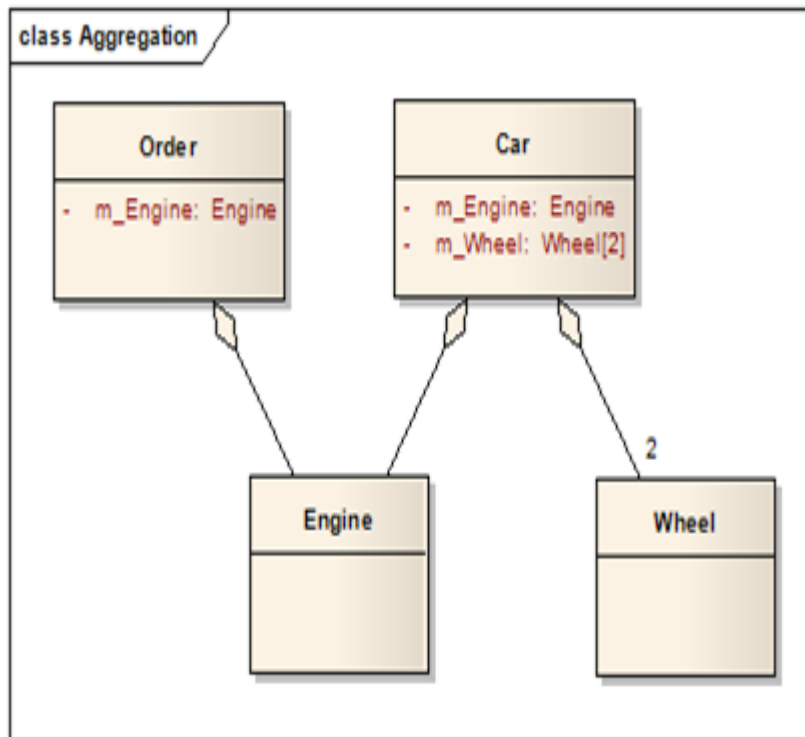 class Aggregation
Order
- m_Engine: Engine
Car
- m_Engine: Engine
- m_Wheel: Wheel[2]
2
Engine
Wheel